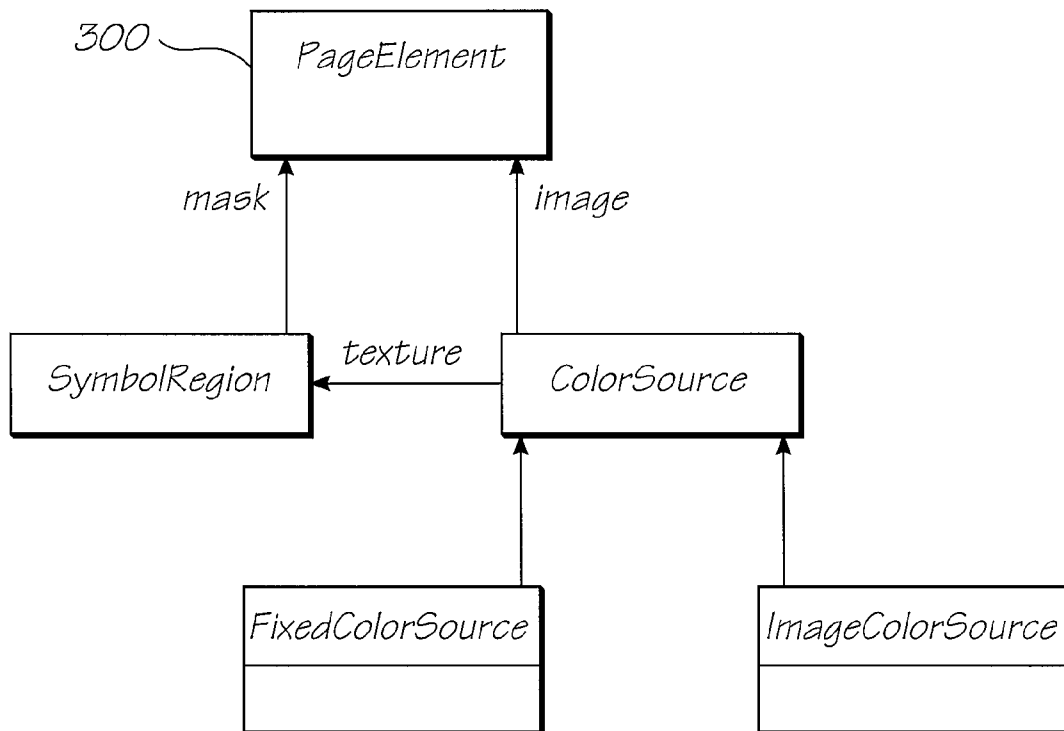 300
PageElement
mask
image
SymbolRegion
texture
ColorSource
FixedColorSource
ImageColorSource